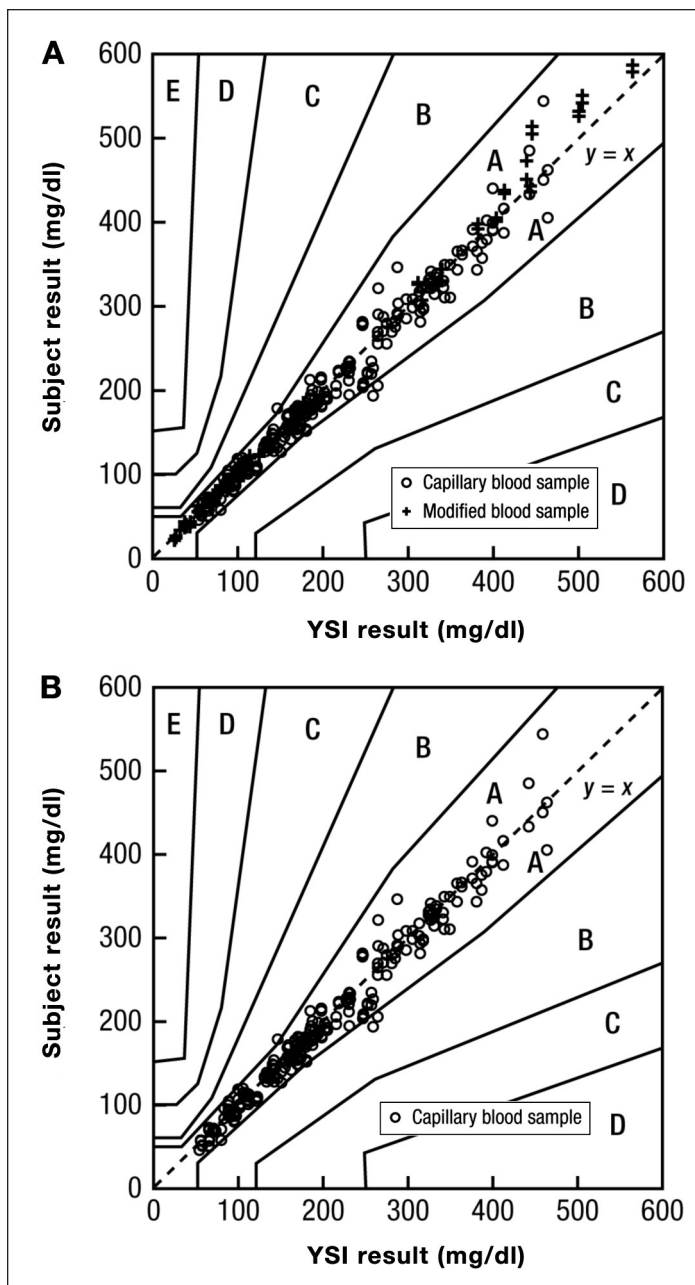 A
600
500
400
300
200
100
0
Subject result (mg/dl)
E
D
C
B
A
y = x
A
B
C
D
Capillary blood sample
Modified blood sample
0 100 200 300 400 500 600
YSI result (mg/dl)
B
600
500
400
300
200
100
0
Subject result (mg/dl)
E
D
C
B
A
y = x
A
B
C
D
Capillary blood sample
0 100 200 300 400 500 600
YSI result (mg/dl)